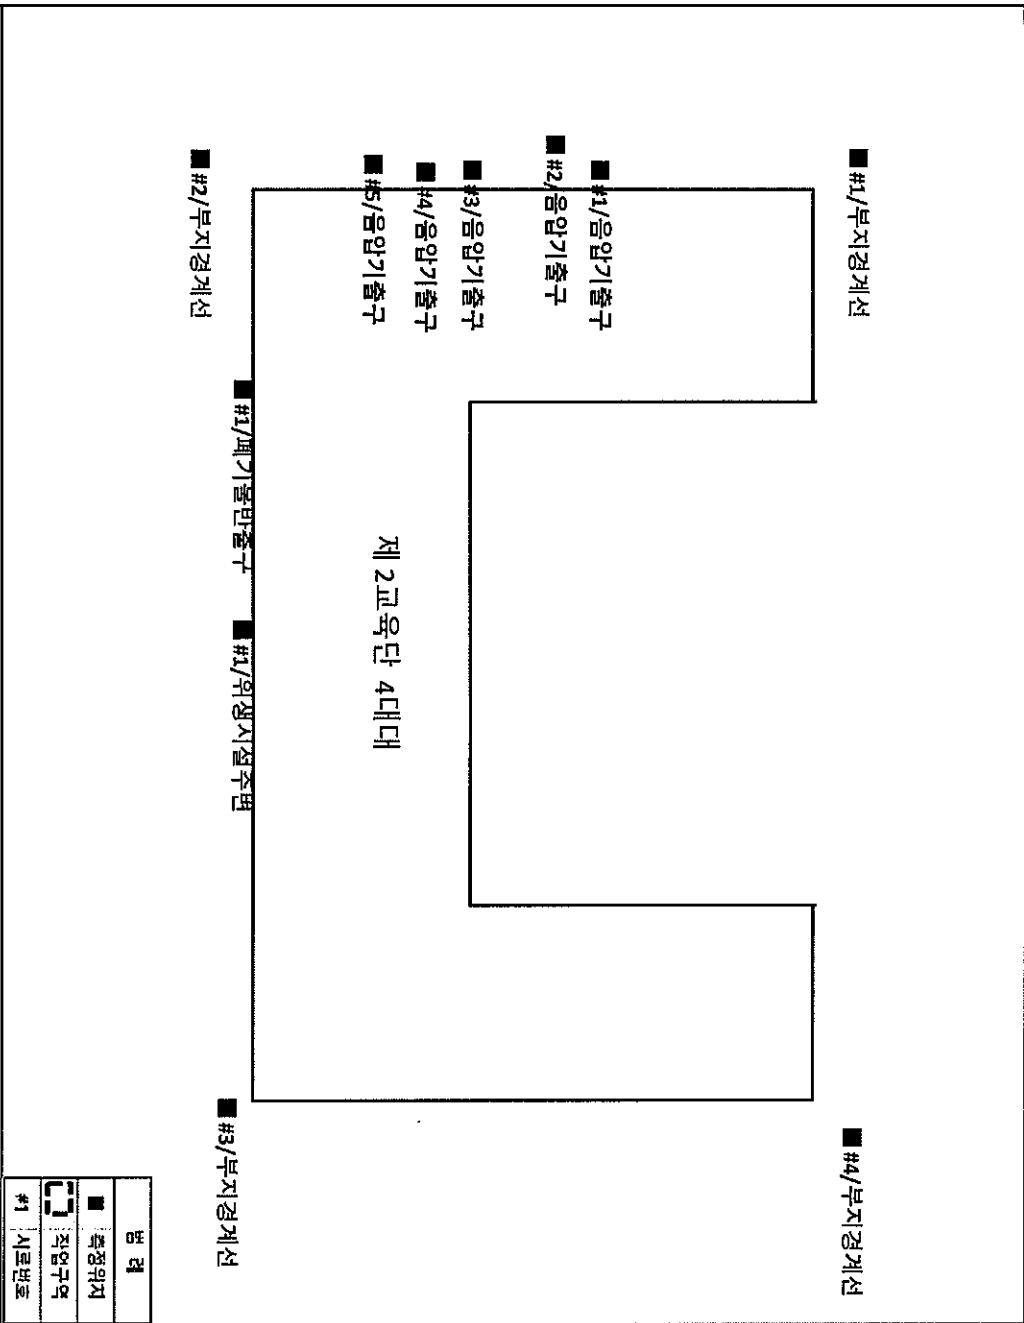 #1/부지경계선
#1/음압기출구
#2/음압기출구
#3/음압기출구
#4/음압기출구
#5/음압기출구
#2/부지경계선
#1/폐기물반출구
제 2교육단 4대대
#1/위생시설주변
#4/부지경계선
#3/부지경계선
범 례
측정위치
작업구역
#1 시료번호